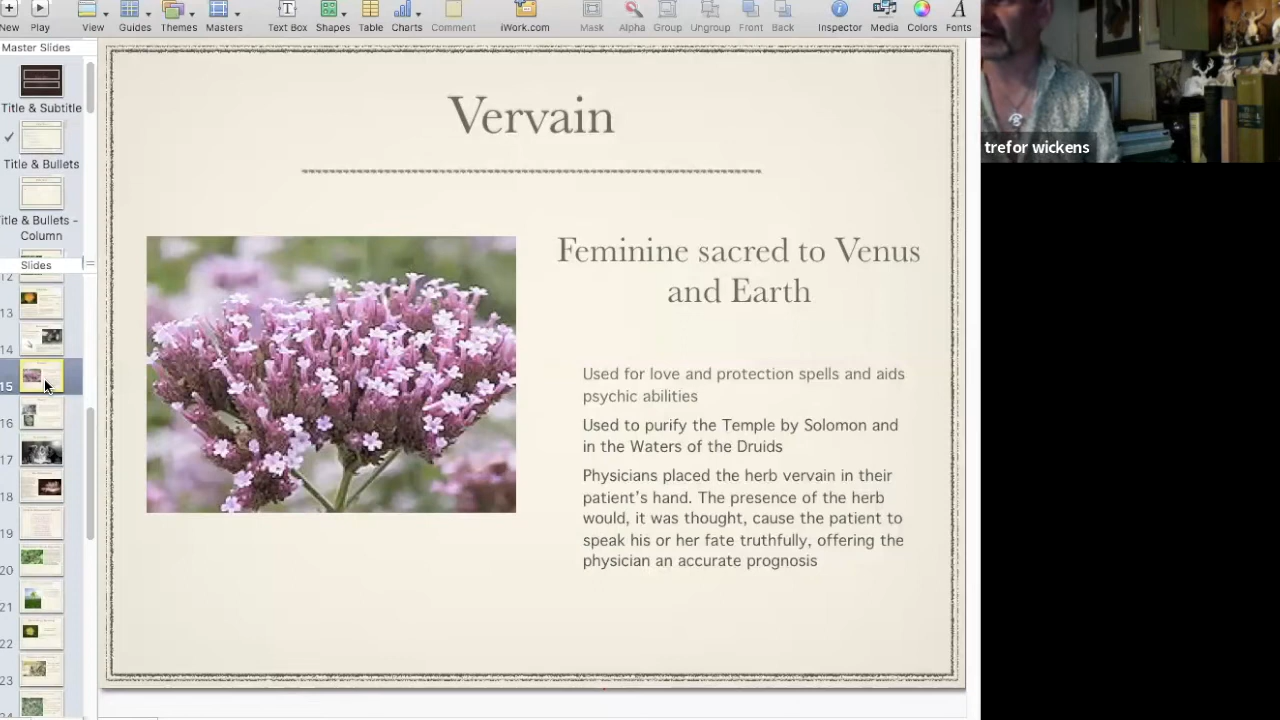 New Play View Guides Themes Masters Text Box Shapes Table Charts Comment iWork.com Mask Alpha Group Ungroup Front Back Inspector Media Colors Fonts
Master Slides
Title & Subtitle
Title & Bullets
Title & Bullets -
Column
Slides
12
13
14
15
16
17
18
19
20
21
22
23
24
Vervain
Feminine sacred to Venus
and Earth
Used for love and protection spells and aids
psychic abilities
Used to purify the Temple by Solomon and
in the Waters of the Druids
Physicians placed the herb vervain in their
patient's hand. The presence of the herb
would, it was thought, cause the patient to
speak his or her fate truthfully, offering the
physician an accurate prognosis
trefor wickens